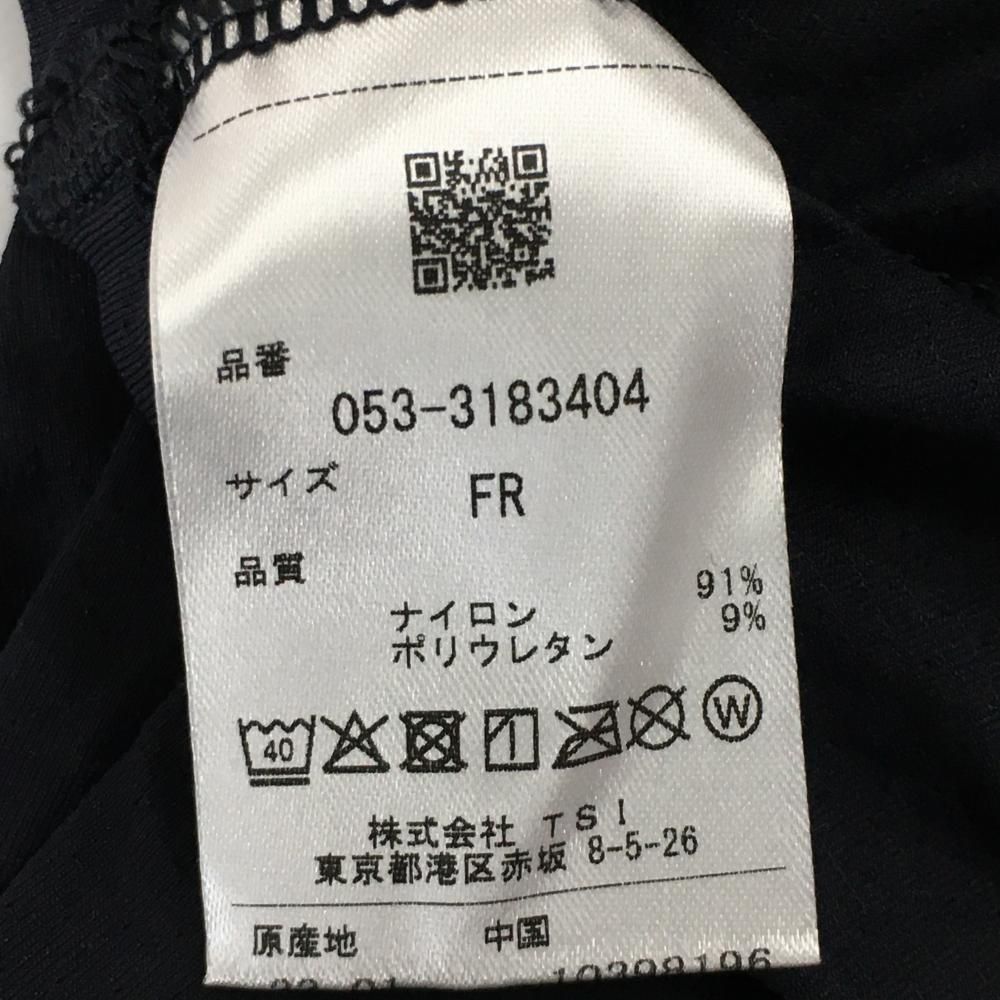 品番
053-3183404
サイズ FR
品質
ナイロン 91%
ポリウレタン 9%
40 W
株式会社 TSI
東京都港区赤坂 8-5-26
原産地 中国
10398196